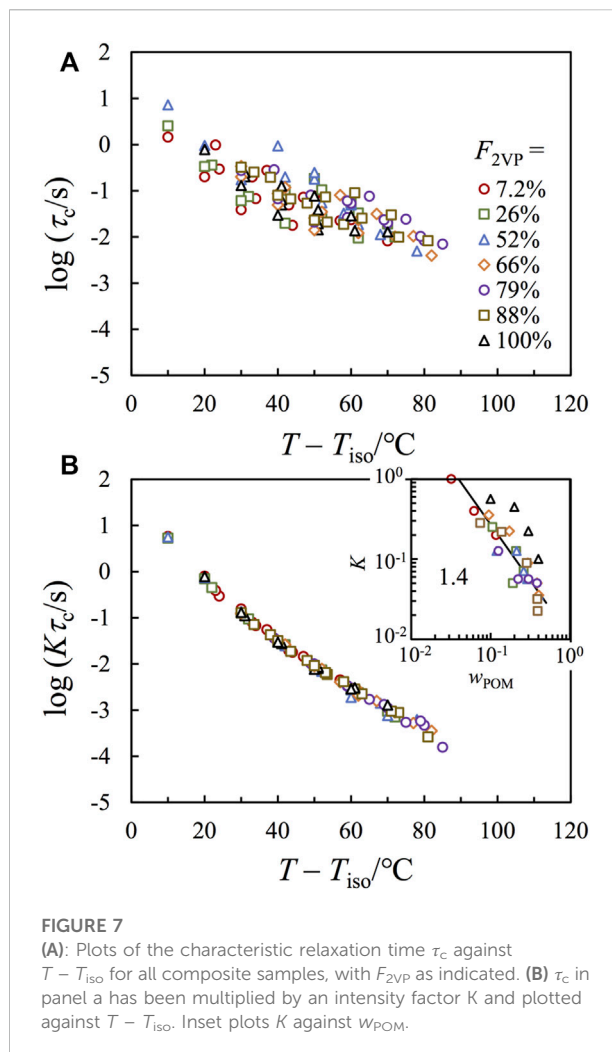 A
2
1
0
-1
-2
-3
-4
-5
log (τc/s)
0 20 40 60 80 100 120
T − Tiso/°C
F2VP =
7.2%
26%
52%
66%
79%
88%
100%
B
2
1
0
-1
-2
-3
-4
-5
log (Kτc/s)
0 20 40 60 80 100 120
T − Tiso/°C
10^0
10^-1
10^-2
K
1.4
10^-2 10^-1 10^0
wPOM
FIGURE 7
(A): Plots of the characteristic relaxation time τc against
T − Tiso for all composite samples, with F2VP as indicated. (B) τc in
panel a has been multiplied by an intensity factor K and plotted
against T − Tiso. Inset plots K against wPOM.